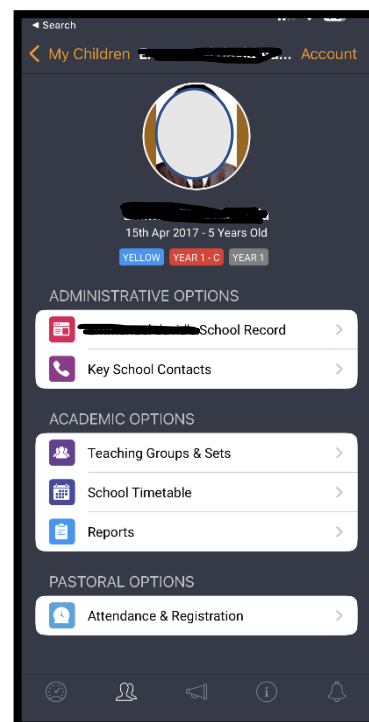 Search
My Children ... Account
15th Apr 2017 - 5 Years Old
YELLOW YEAR 1 - C YEAR 1
ADMINISTRATIVE OPTIONS
School Record
Key School Contacts
ACADEMIC OPTIONS
Teaching Groups & Sets
School Timetable
Reports
PASTORAL OPTIONS
Attendance & Registration